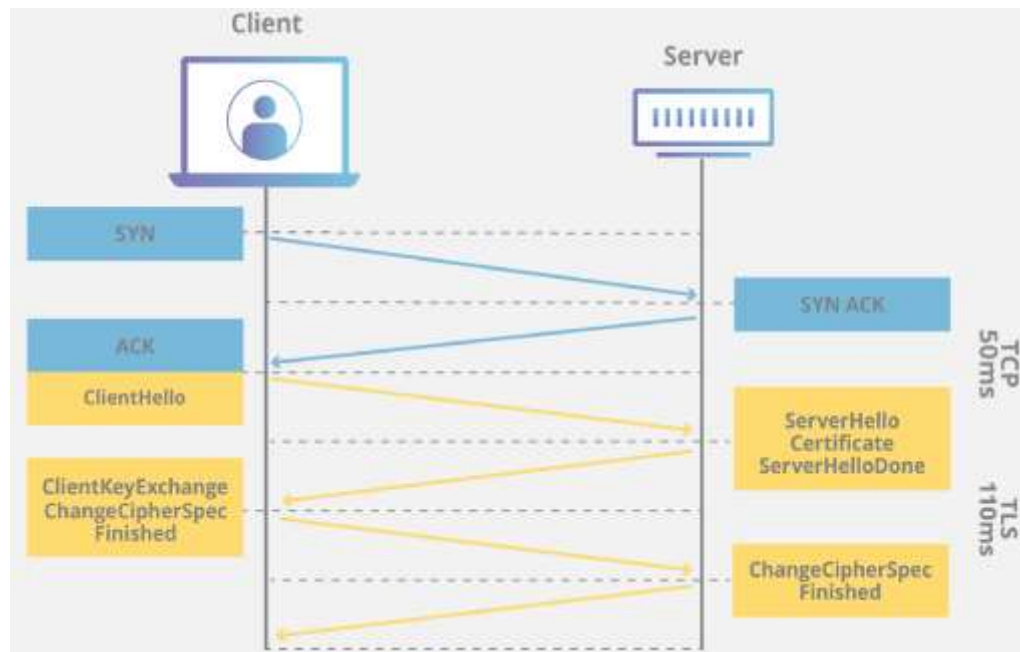 Client
Server
SYN
SYN ACK
ACK
ClientHello
ServerHello
Certificate
ServerHelloDone
ClientKeyExchange
ChangeCipherSpec
Finished
ChangeCipherSpec
Finished
TCP
50ms
TLS
110ms